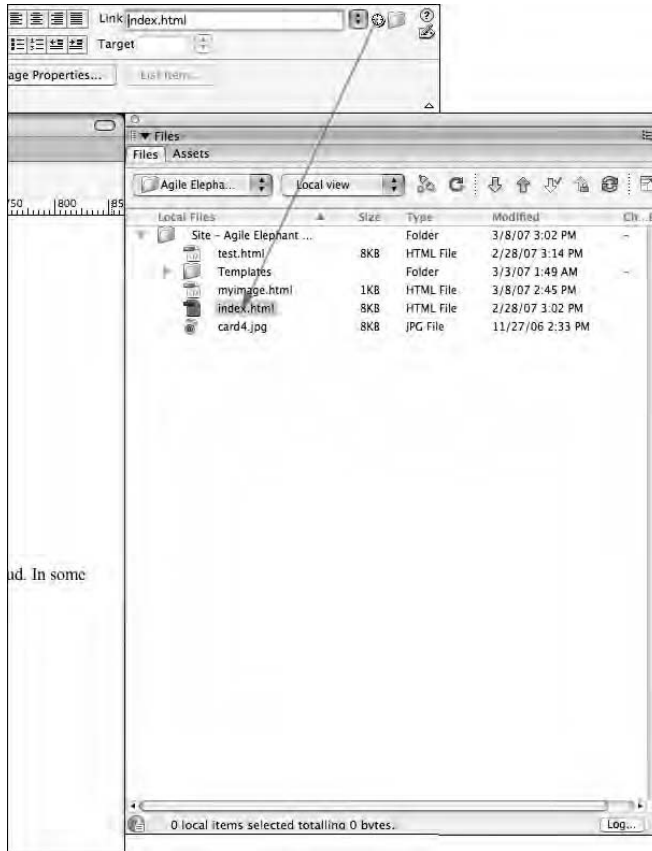 Link index.html
Target
age Properties... List Item...
Files
Files Assets
750 800 85
Agile Elepha... Local view
Local Files Size Type Modified Ch
Site – Agile Elephant ... Folder 3/8/07 3:02 PM –
test.html 8KB HTML File 2/28/07 3:14 PM
Templates Folder 3/3/07 1:49 AM –
myimage.html 1KB HTML File 3/8/07 2:45 PM
index.html 8KB HTML File 2/28/07 3:02 PM
card4.jpg 8KB JPG File 11/27/06 2:33 PM
ud. In some
0 local items selected totalling 0 bytes. Log...